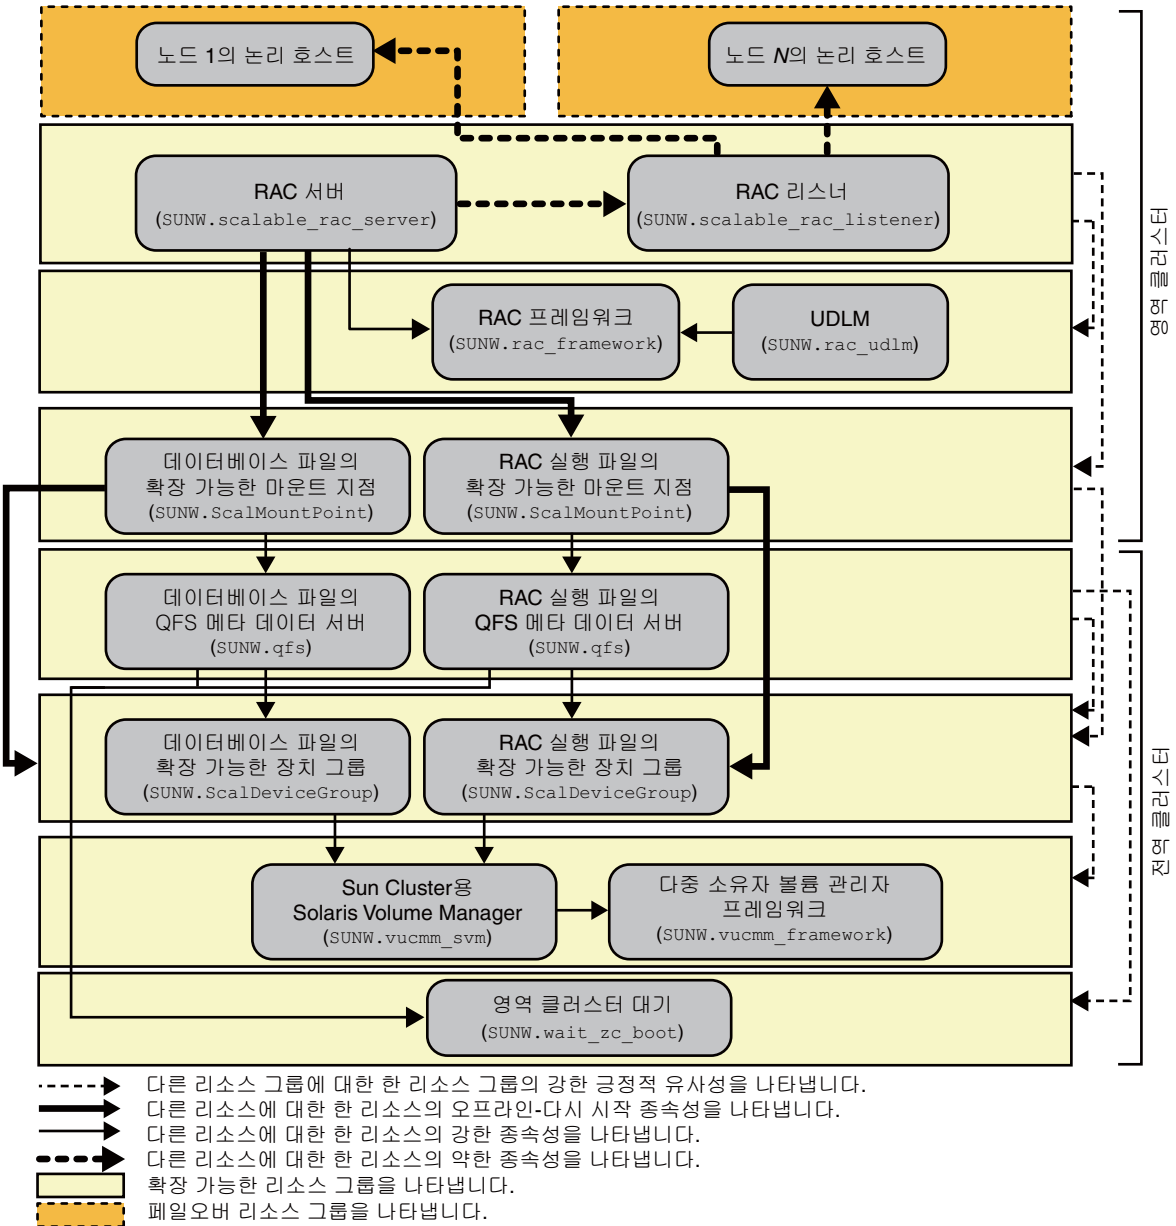 노드 1의 논리 호스트
노드 N의 논리 호스트
RAC 서버
(SUNW.scalable_rac_server)
RAC 리스너
(SUNW.scalable_rac_listener)
영역 클러스터
RAC 프레임워크
(SUNW.rac_framework)
UDLM
(SUNW.rac_udlm)
데이터베이스 파일의
확장 가능한 마운트 지점
(SUNW.ScalMountPoint)
RAC 실행 파일의
확장 가능한 마운트 지점
(SUNW.ScalMountPoint)
데이터베이스 파일의
QFS 메타 데이터 서버
(SUNW.qfs)
RAC 실행 파일의
QFS 메타 데이터 서버
(SUNW.qfs)
데이터베이스 파일의
확장 가능한 장치 그룹
(SUNW.ScalDeviceGroup)
RAC 실행 파일의
확장 가능한 장치 그룹
(SUNW.ScalDeviceGroup)
전역 클러스터
Sun Cluster용
Solaris Volume Manager
(SUNW.vucmm_svm)
다중 소유자 볼륨 관리자
프레임워크
(SUNW.vucmm_framework)
영역 클러스터 대기
(SUNW.wait_zc_boot)
다른 리소스 그룹에 대한 한 리소스 그룹의 강한 긍정적 유사성을 나타냅니다.
다른 리소스에 대한 한 리소스의 오프라인-다시 시작 종속성을 나타냅니다.
다른 리소스에 대한 한 리소스의 강한 종속성을 나타냅니다.
다른 리소스에 대한 한 리소스의 약한 종속성을 나타냅니다.
확장 가능한 리소스 그룹을 나타냅니다.
페일오버 리소스 그룹을 나타냅니다.